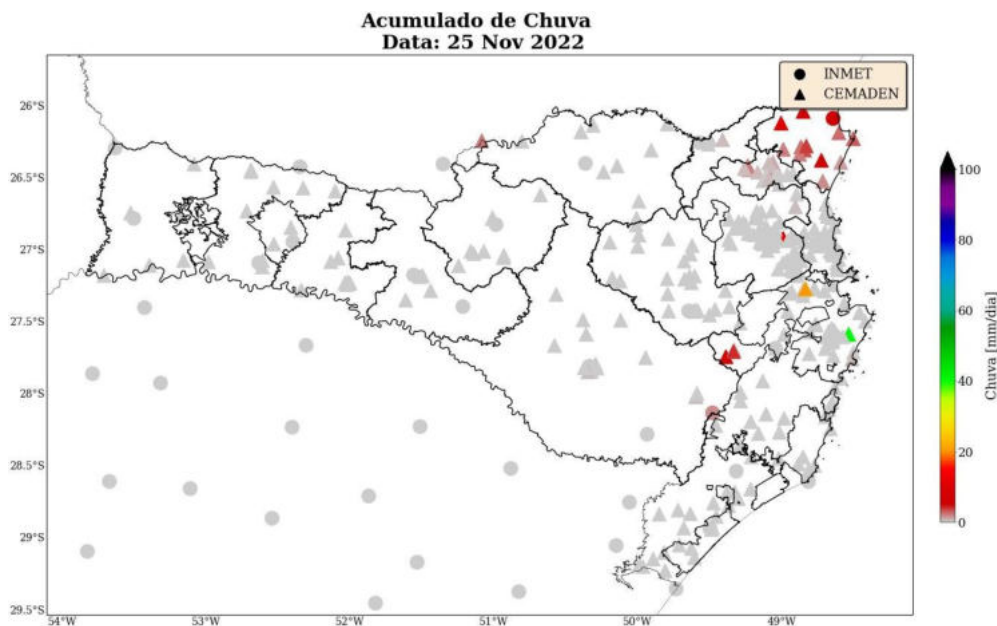 Acumulado de Chuva
Data: 25 Nov 2022
INMET
CEMADEN
26°S
26.5°S
27°S
27.5°S
28°S
28.5°S
29°S
29.5°S
54°W
53°W
52°W
51°W
50°W
49°W
100
80
60
40
20
0
Chuva [mm/dia]